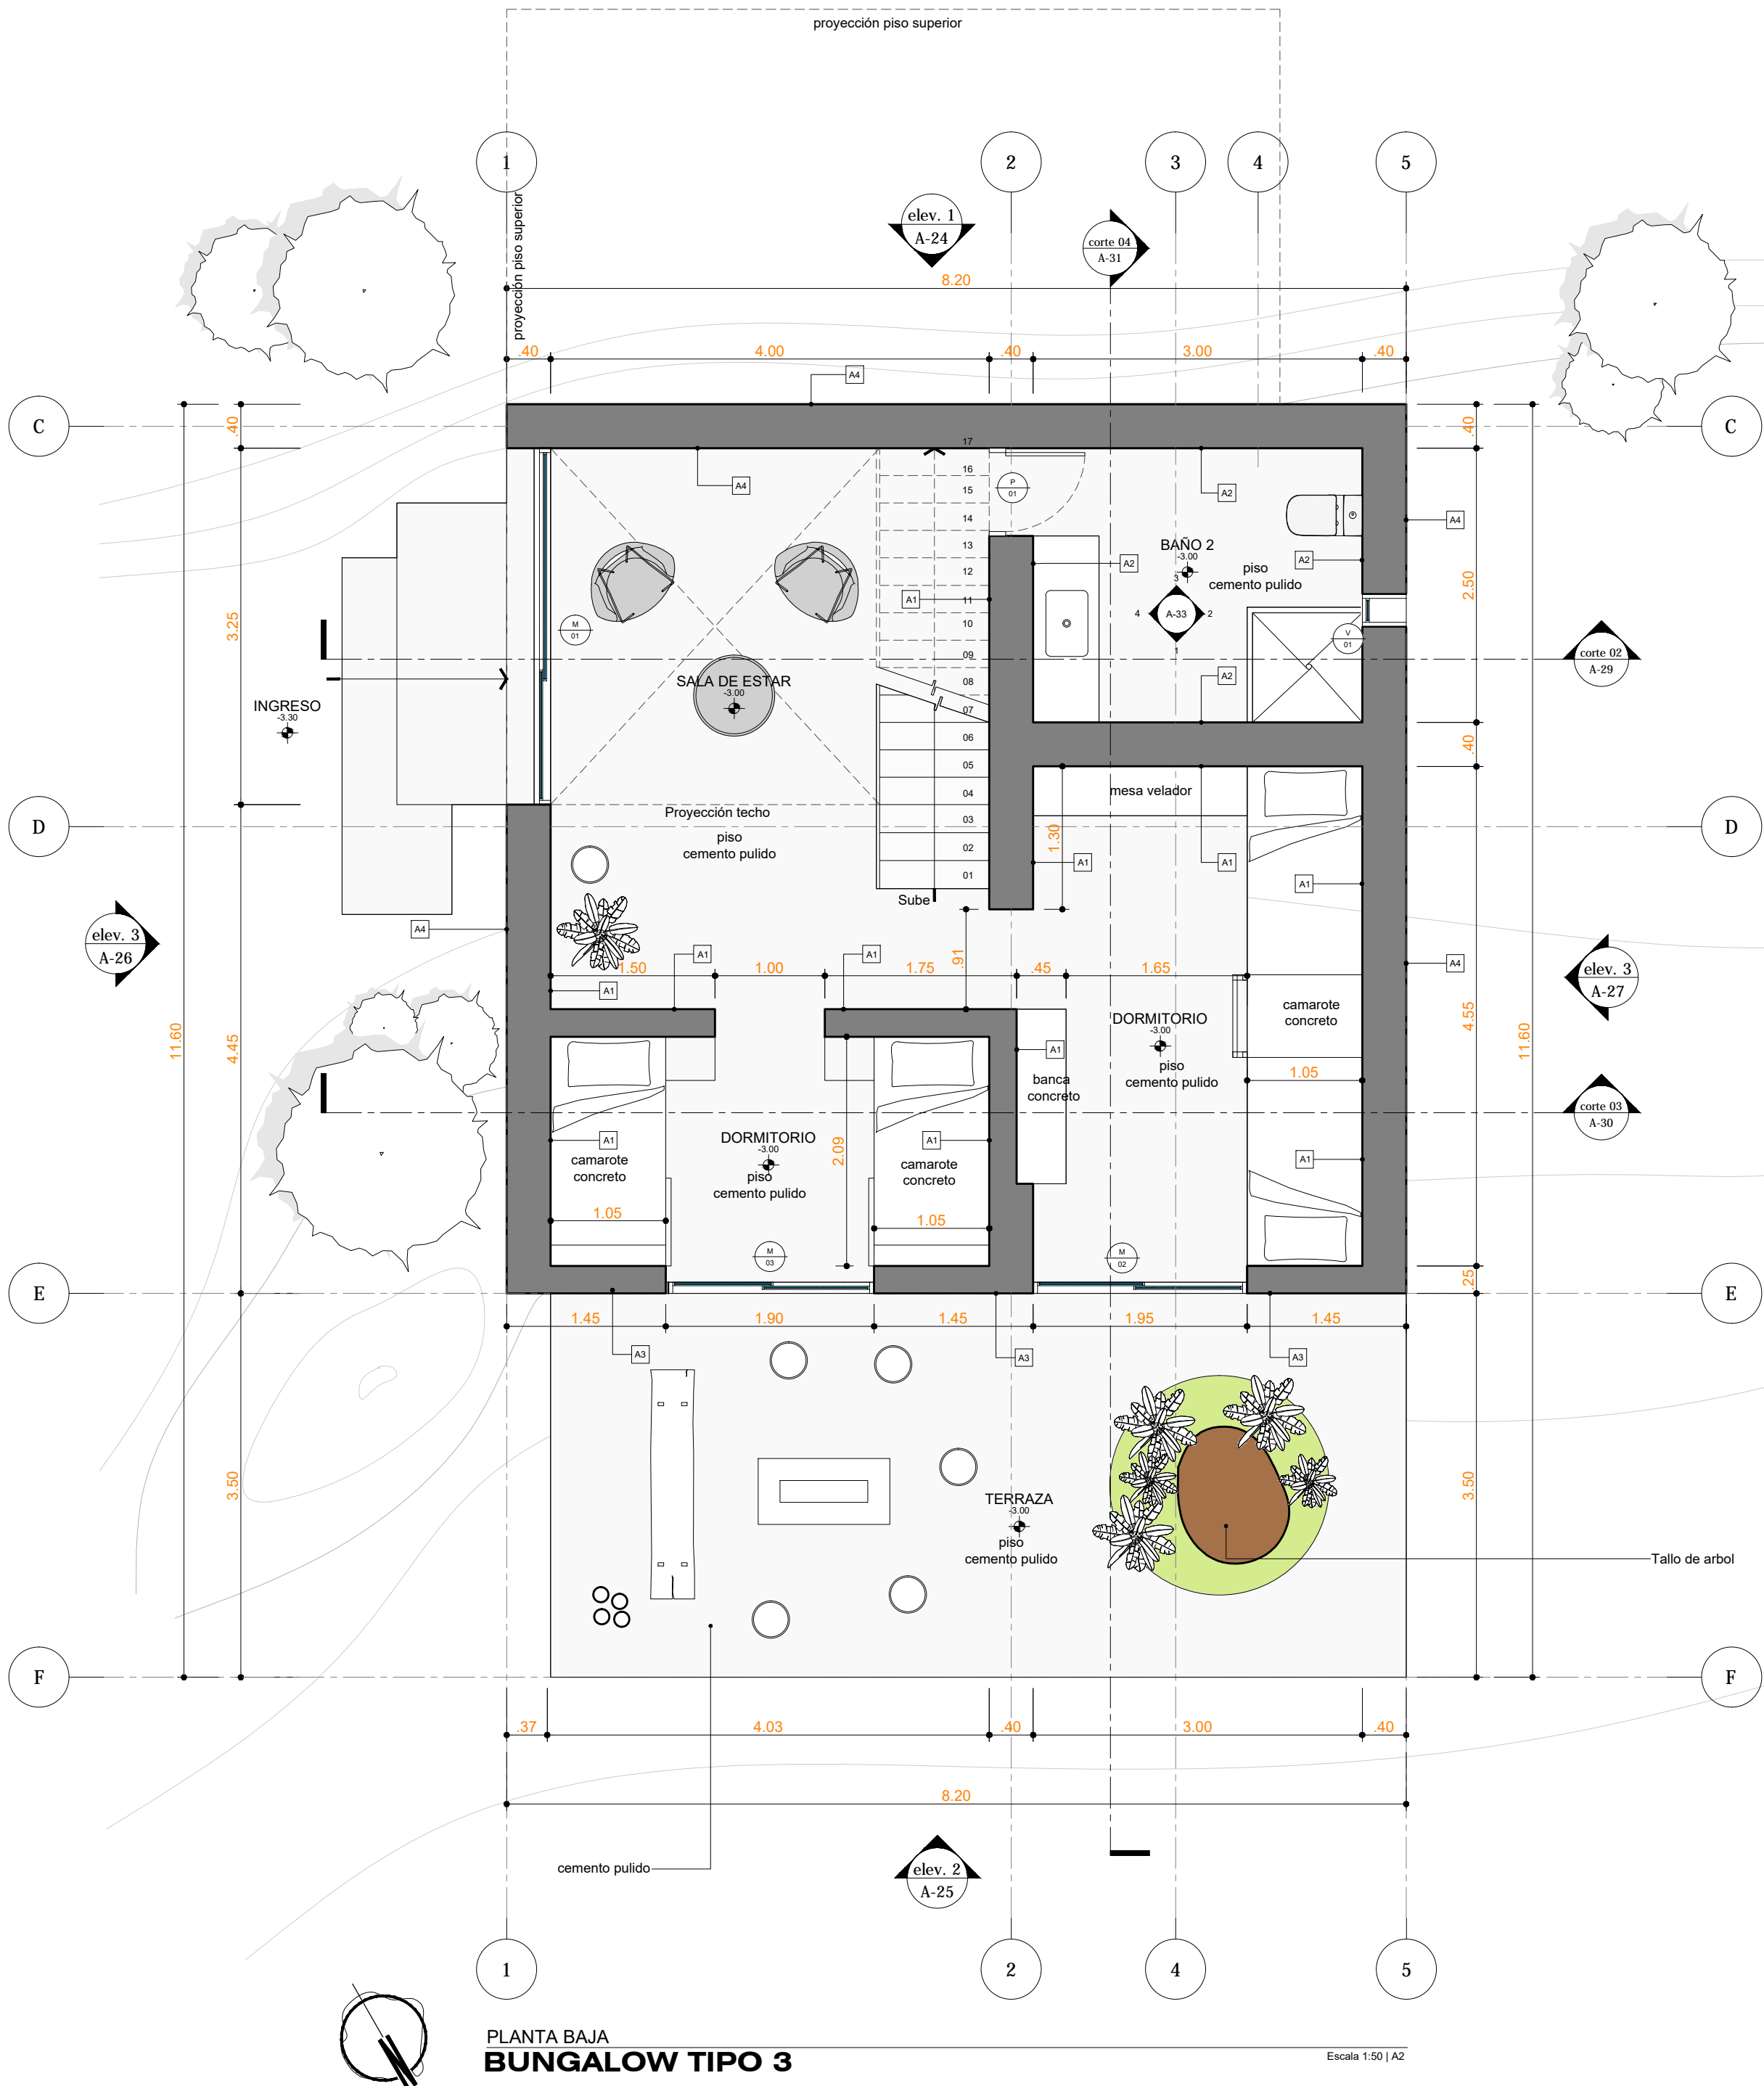 proyección piso superior
1
2
3
4
5
proyección piso superior
elev. 1
A-24
corte 04
A-31
8.20
.40
4.00
.40
3.00
.40
A4
C
C
.40
.40
17
16
15
14
13
12
11
10
09
08
07
06
05
04
03
02
01
A4
P
01
A2
A4
BAÑO 2
-3.00
piso
cemento pulido
A2
A2
A1
3
4
A-33
2
1
M
01
V
01
2.50
3.25
corte 02
A-29
A2
SALA DE ESTAR
-3.00
INGRESO
-3.30
.40
mesa velador
Proyección techo
piso
cemento pulido
D
D
1.30
A1
A1
A1
Sube
A4
elev. 3
A-26
A1
A1
.91
A4
elev. 3
A-27
1.50
1.00
1.75
.45
1.65
A1
camarote
concreto
DORMITORIO
-3.00
piso
cemento pulido
11.60
4.45
4.55
11.60
A1
banca
concreto
1.05
corte 03
A-30
DORMITORIO
-3.00
piso
cemento pulido
2.09
A1
camarote
concreto
A1
camarote
concreto
A1
1.05
1.05
M
03
M
02
E
E
.25
1.45
1.90
1.45
1.95
1.45
A3
A3
A3
3.50
3.50
TERRAZA
-3.00
piso
cemento pulido
Tallo de arbol
F
F
.37
4.03
.40
3.00
.40
8.20
cemento pulido
elev. 2
A-25
1
2
4
5
PLANTA BAJA
BUNGALOW TIPO 3
Escala 1:50 | A2